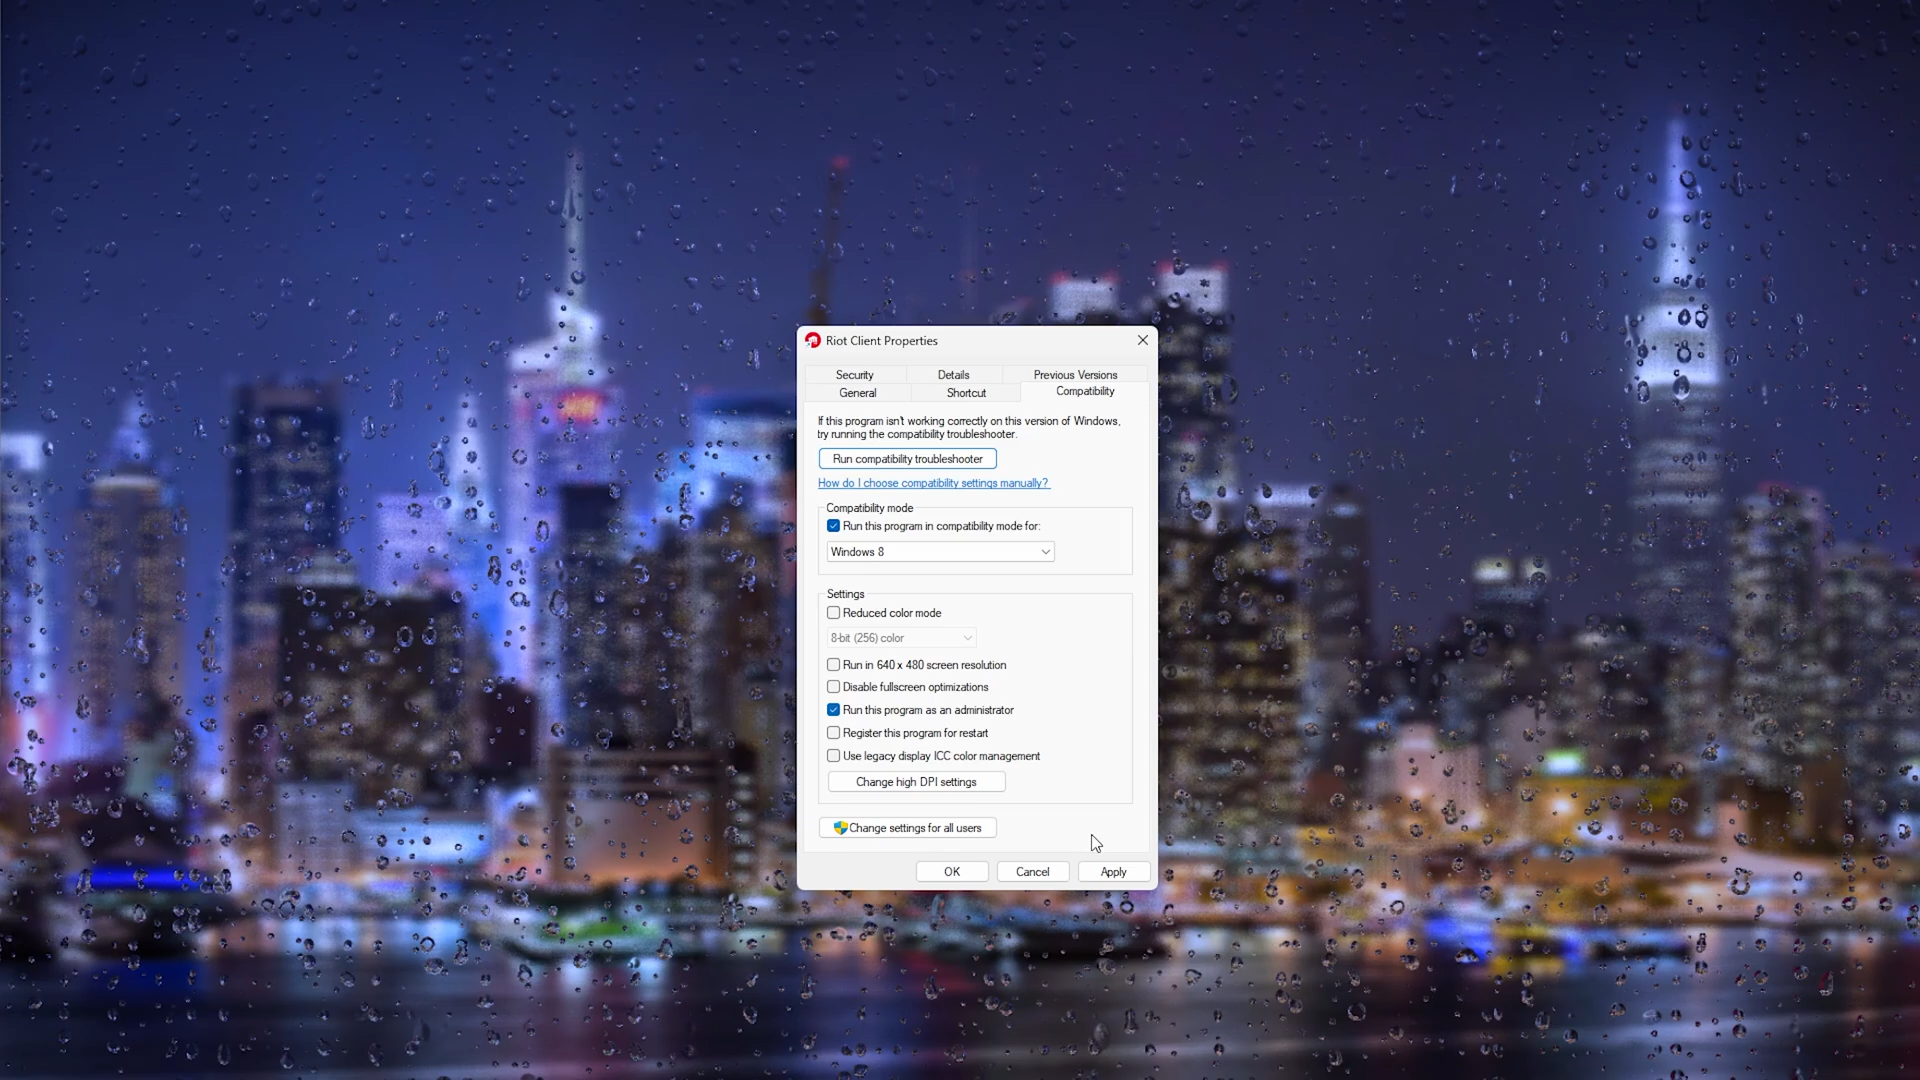 Riot Client Properties
Security
Details
Previous Versions
General
Shortcut
Compatibility
If this program isn't working correctly on this version of Windows,
try running the compatibility troubleshooter.
Run compatibility troubleshooter
How do I choose compatibility settings manually?
Compatibility mode
Run this program in compatibility mode for:
Windows 8
Settings
Reduced color mode
8-bit (256) color
Run in 640 x 480 screen resolution
Disable fullscreen optimizations
Run this program as an administrator
Register this program for restart
Use legacy display ICC color management
Change high DPI settings
Change settings for all users
OK
Cancel
Apply